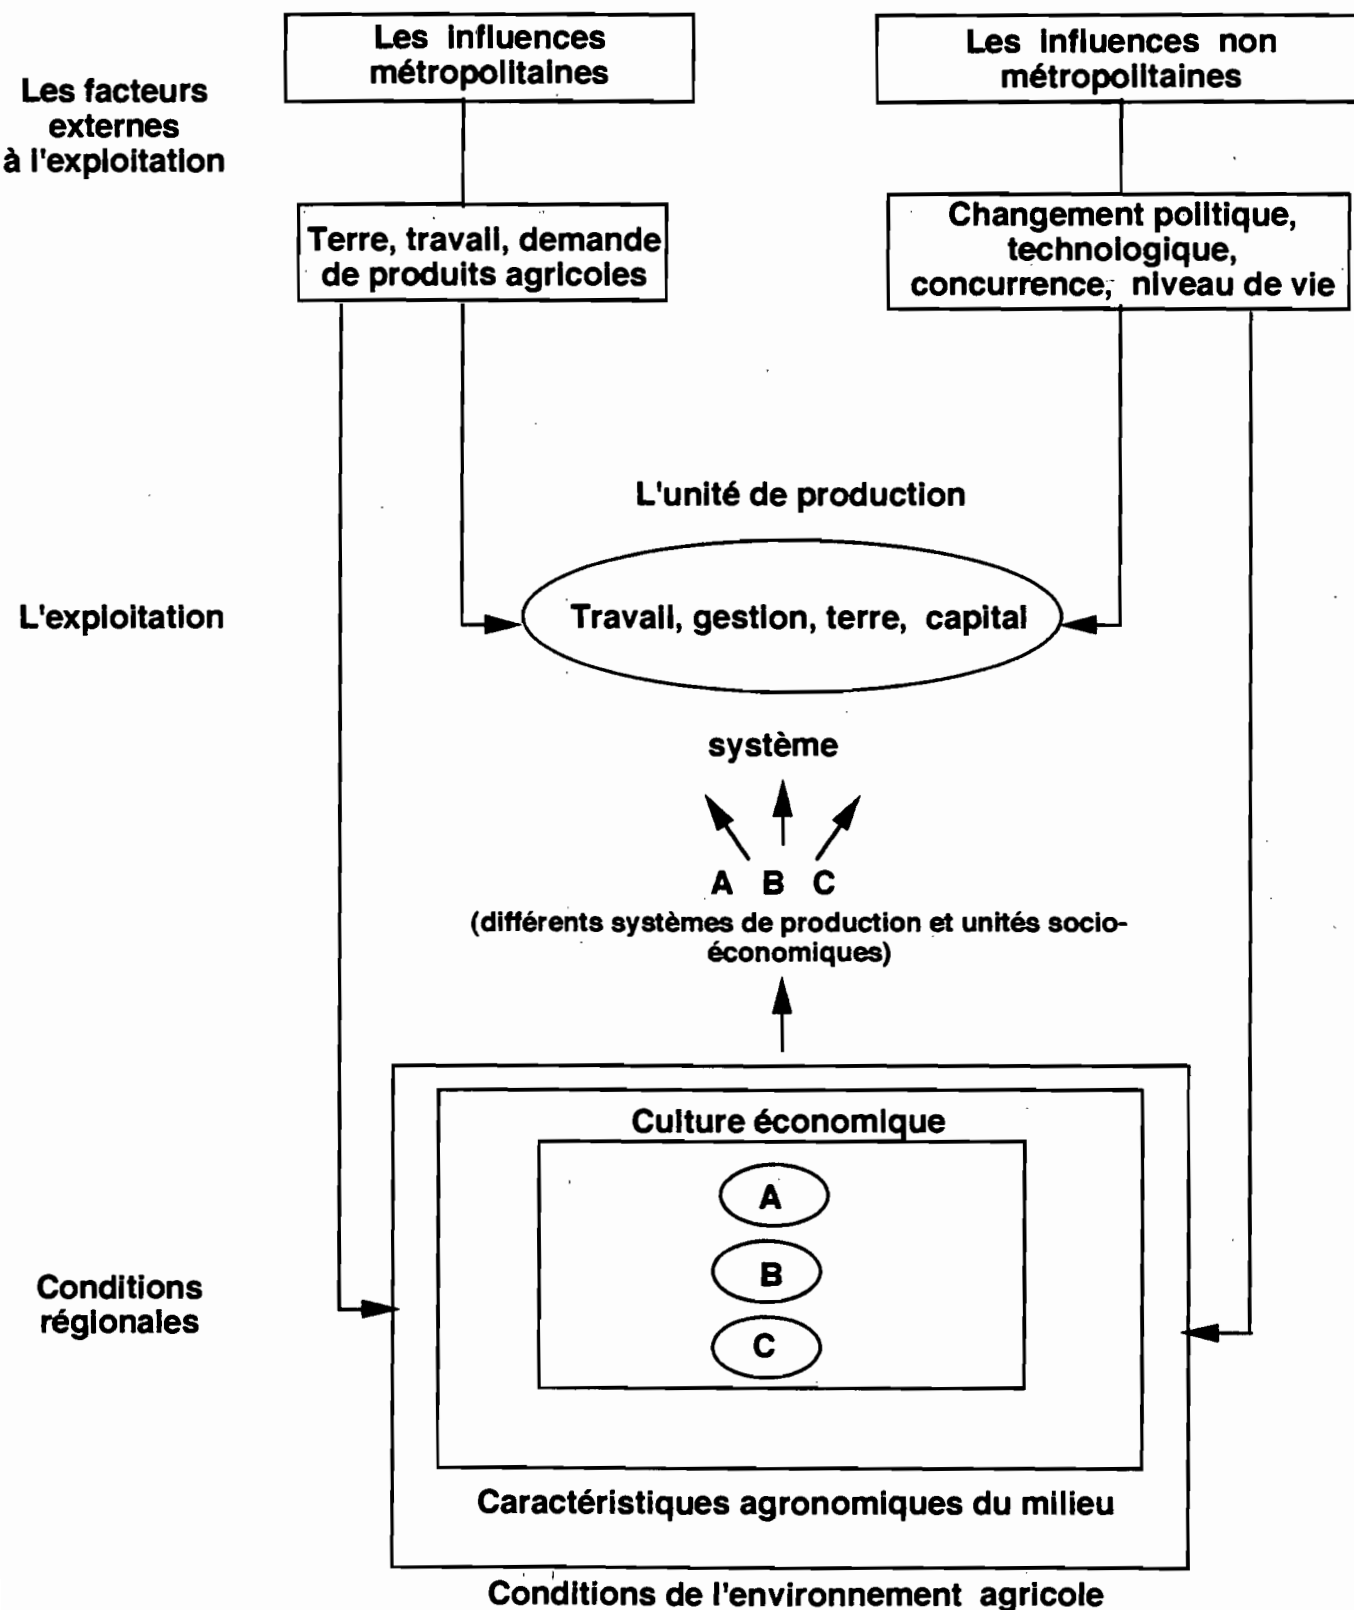 Les influences
métropolitaines
Les influences non
métropolitaines
Les facteurs
externes
à l'exploitation
Terre, travail, demande
de produits agricoles
Changement politique,
technologique,
concurrence, niveau de vie
L'unité de production
L'exploitation
Travail, gestion, terre, capital
système
A B C
(différents systèmes de production et unités socio-
économiques)
Culture économique
A
B
C
Conditions
régionales
Caractéristiques agronomiques du milieu
Conditions de l'environnement agricole